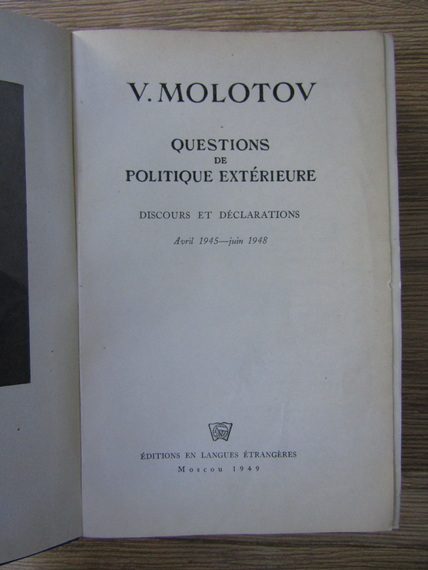 V. MOLOTOV
QUESTIONS
DE
POLITIQUE EXTÉRIEURE
DISCOURS ET DÉCLARATIONS
Avril 1945—juin 1948
ÉDITIONS EN LANGUES ÉTRANGÈRES
Moscou 1949